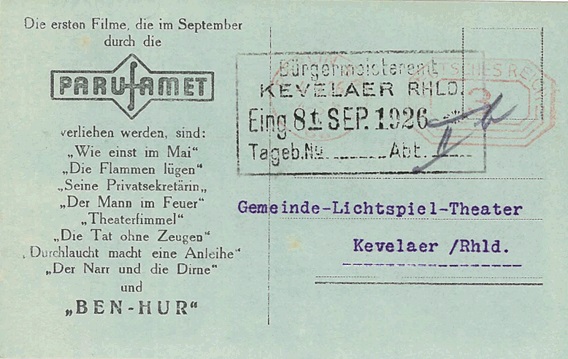 Die ersten Filme, die im September
durch die
PARUFAMET
verliehen werden, sind:
„Wie einst im Mai"
„Die Flammen lügen"
„Seine Privatsekretärin„
„Der Mann im Feuer"
„Theaterfimmel"
„Die Tat ohne Zeugen"
„Durchlaucht macht eine Anleihe"
„Der Narr und die Dirne"
und
„BEN-HUR"
Bürgermeisteramt
KEVELAER RHLD.
Eing. 8 SEP. 1926
Tageb.No. Abt.
3
Gemeinde-Lichtspiel-Theater
Kevelaer /Rhld.